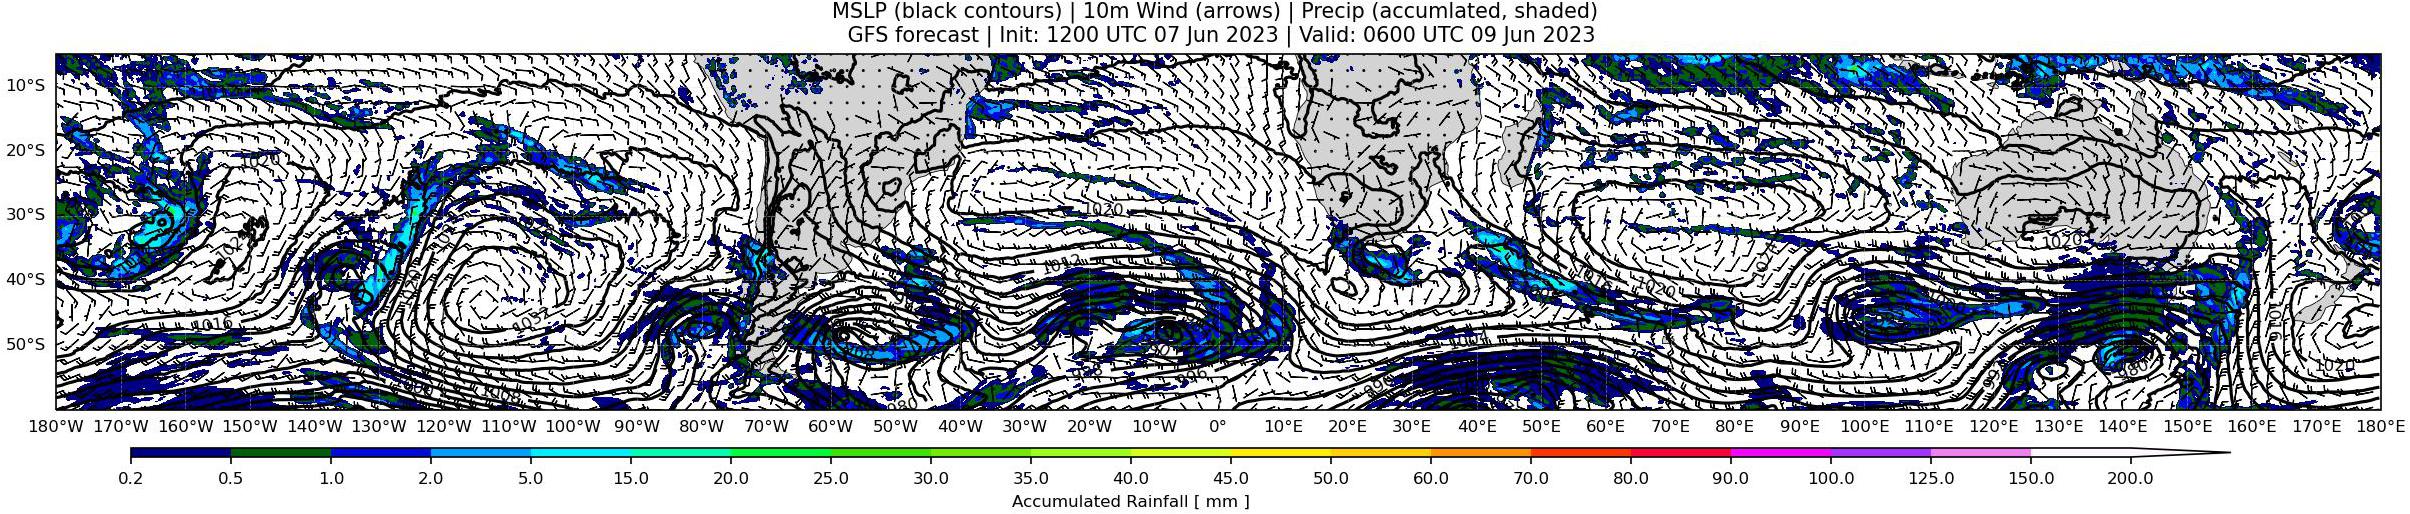 MSLP (black contours) | 10m Wind (arrows) | Precip (accumlated, shaded)
GFS forecast | Init: 1200 UTC 07 Jun 2023 | Valid: 0600 UTC 09 Jun 2023
10°S
20°S
30°S
40°S
50°S
1020
1020
1012
1016
1020
1020
1016
1020
1008
980
980
180°W 170°W 160°W 150°W 140°W 130°W 120°W 110°W 100°W 90°W 80°W 70°W 60°W 50°W 40°W 30°W 20°W 10°W 0° 10°E 20°E 30°E 40°E 50°E 60°E 70°E 80°E 90°E 100°E 110°E 120°E 130°E 140°E 150°E 160°E 170°E 180°E
0.2 0.5 1.0 2.0 5.0 15.0 20.0 25.0 30.0 35.0 40.0 45.0 50.0 60.0 70.0 80.0 90.0 100.0 125.0 150.0 200.0
Accumulated Rainfall [ mm ]